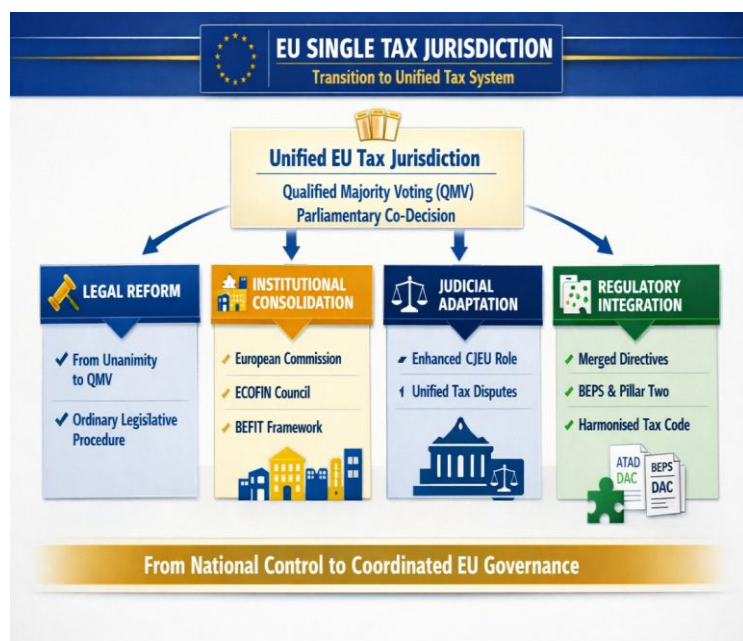 EU SINGLE TAX JURISDICTION
Transition to Unified Tax System
Unified EU Tax Jurisdiction
Qualified Majority Voting (QMV)
Parliamentary Co-Decision
LEGAL REFORM
From Unanimity
to QMV
Ordinary Legislative
Procedure
INSTITUTIONAL
CONSOLIDATION
European Commission
ECOFIN Council
BEFIT Framework
JUDICIAL
ADAPTATION
Enhanced CJEU Role
Unified Tax Disputes
REGULATORY
INTEGRATION
Merged Directives
BEPS & Pillar Two
Harmonised Tax Code
ATAD
DAC
BEPS
DAC
From National Control to Coordinated EU Governance